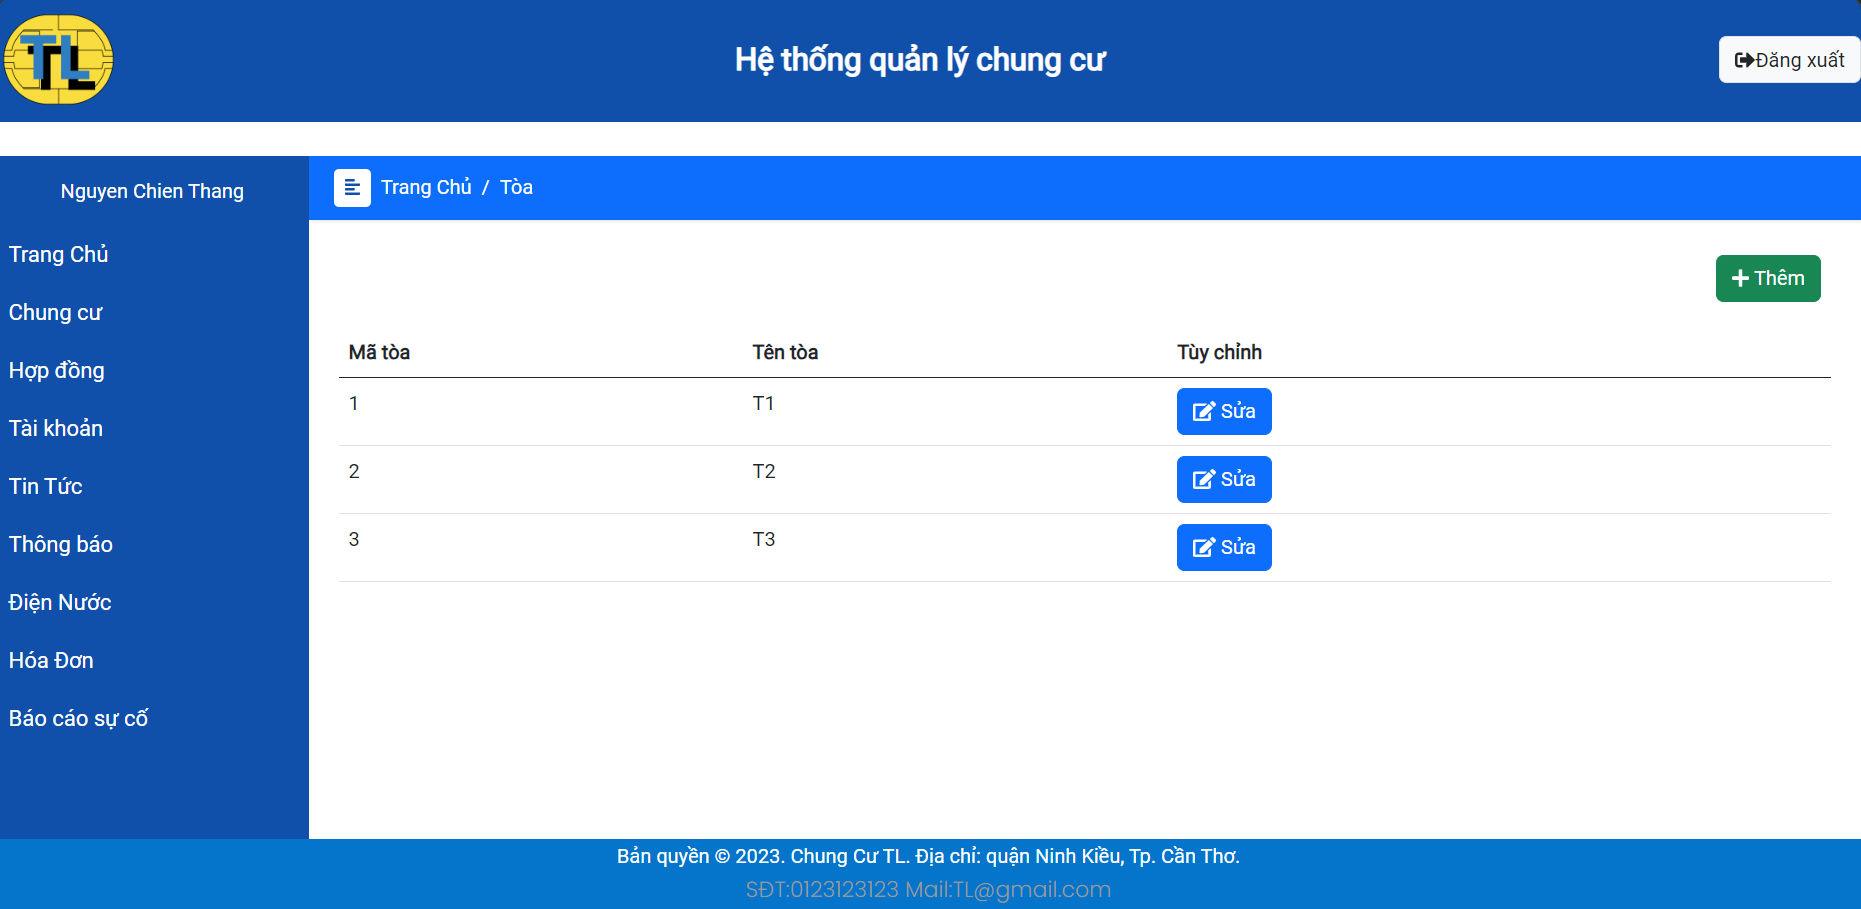 TL
Hệ thống quản lý chung cư
Đăng xuất
Nguyen Chien Thang
Trang Chủ / Tòa
Trang Chủ
Chung cư
Hợp đồng
Tài khoản
Tin Tức
Thông báo
Điện Nước
Hóa Đơn
Báo cáo sự cố
Thêm
Mã tòa Tên tòa Tùy chỉnh
1 T1 Sửa
2 T2 Sửa
3 T3 Sửa
Bản quyền © 2023. Chung Cư TL. Địa chỉ: quận Ninh Kiều, Tp. Cần Thơ.
SĐT:0123123123 Mail:TL@gmail.com